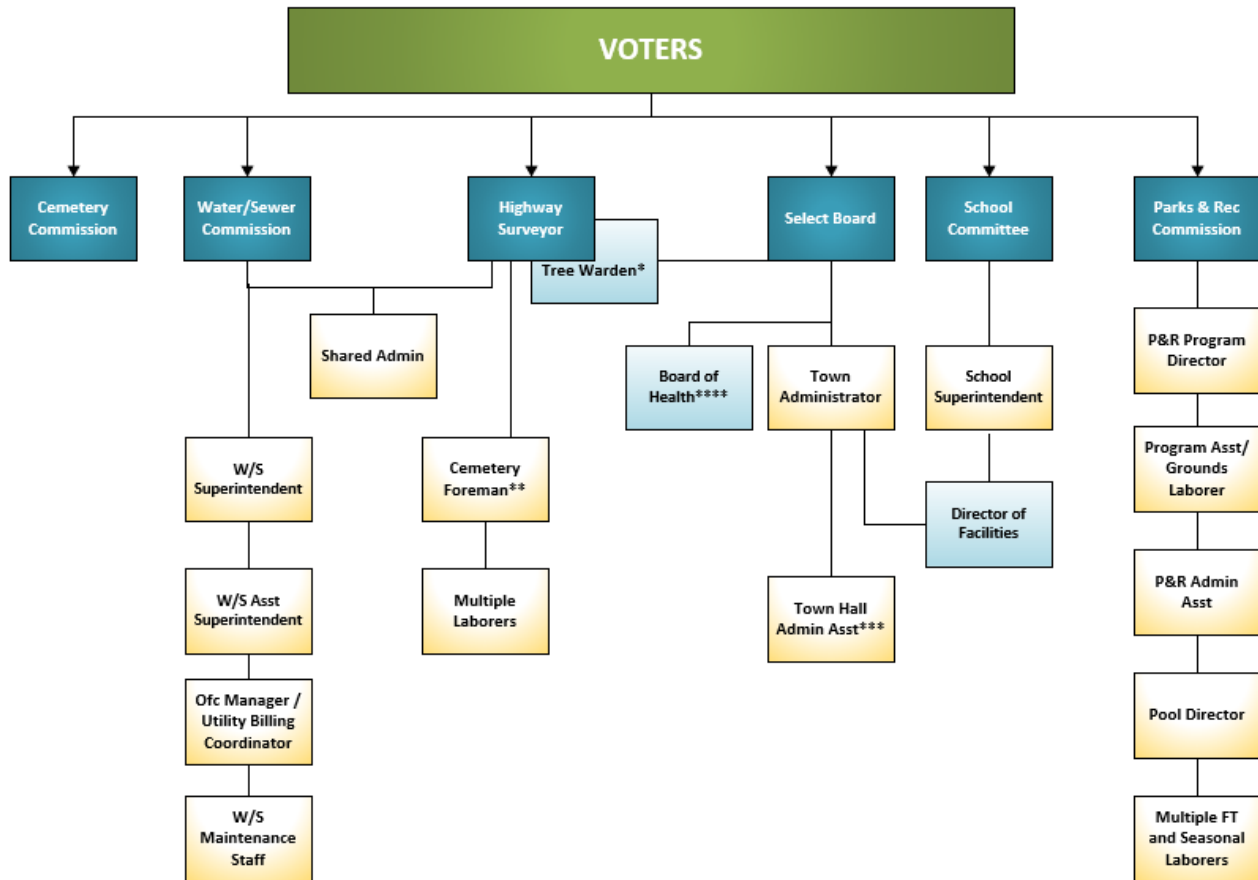 VOTERS
Cemetery
Commission
Water/Sewer
Commission
Highway
Surveyor
Select Board
School
Committee
Parks & Rec
Commission
Tree Warden*
Shared Admin
P&R Program
Director
Board of
Health****
Town
Administrator
School
Superintendent
W/S
Superintendent
Cemetery
Foreman**
Program Asst/
Grounds
Laborer
Director of
Facilities
W/S Asst
Superintendent
Multiple
Laborers
Town Hall
Admin Asst***
P&R Admin
Asst
Ofc Manager /
Utility Billing
Coordinator
Pool Director
W/S
Maintenance
Staff
Multiple FT
and Seasonal
Laborers